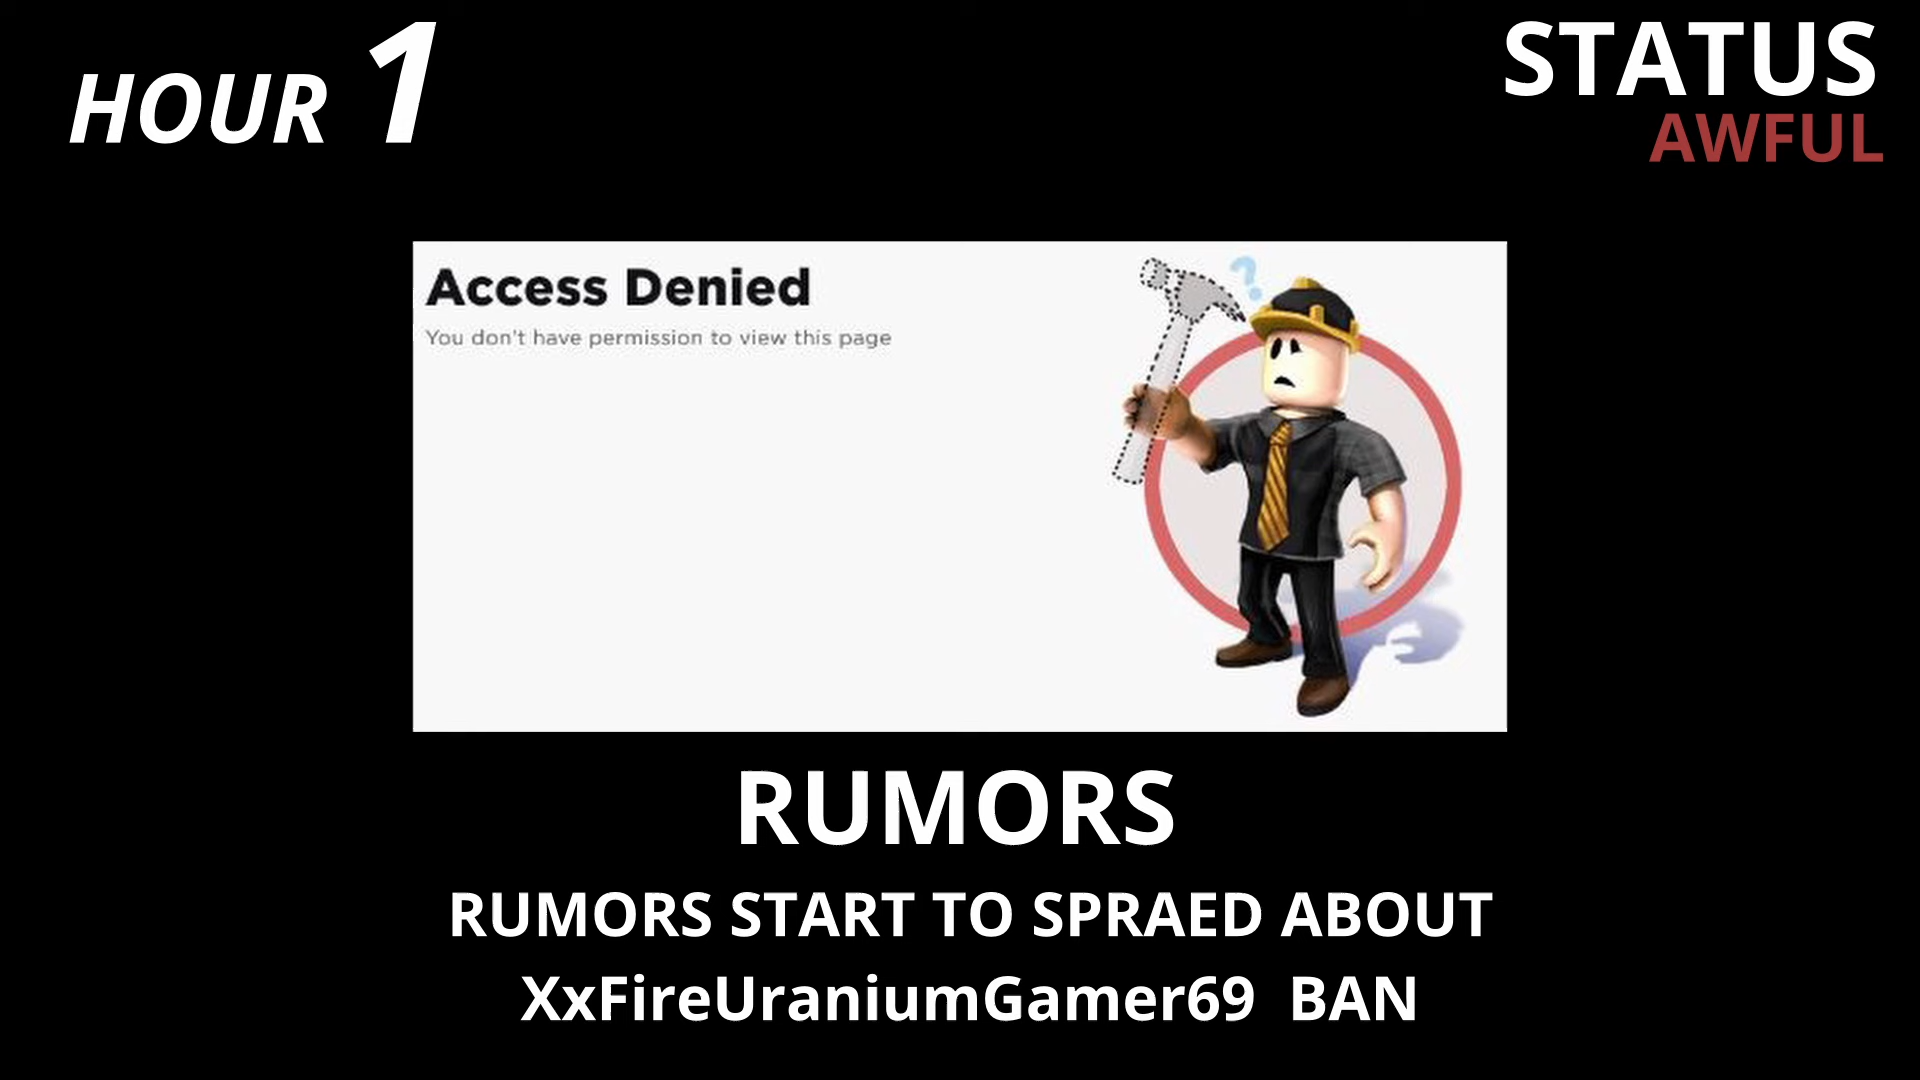 HOUR 1
STATUS
AWFUL
Access Denied
You don't have permission to view this page
?
RUMORS
RUMORS START TO SPRAED ABOUT
XxFireUraniumGamer69 BAN